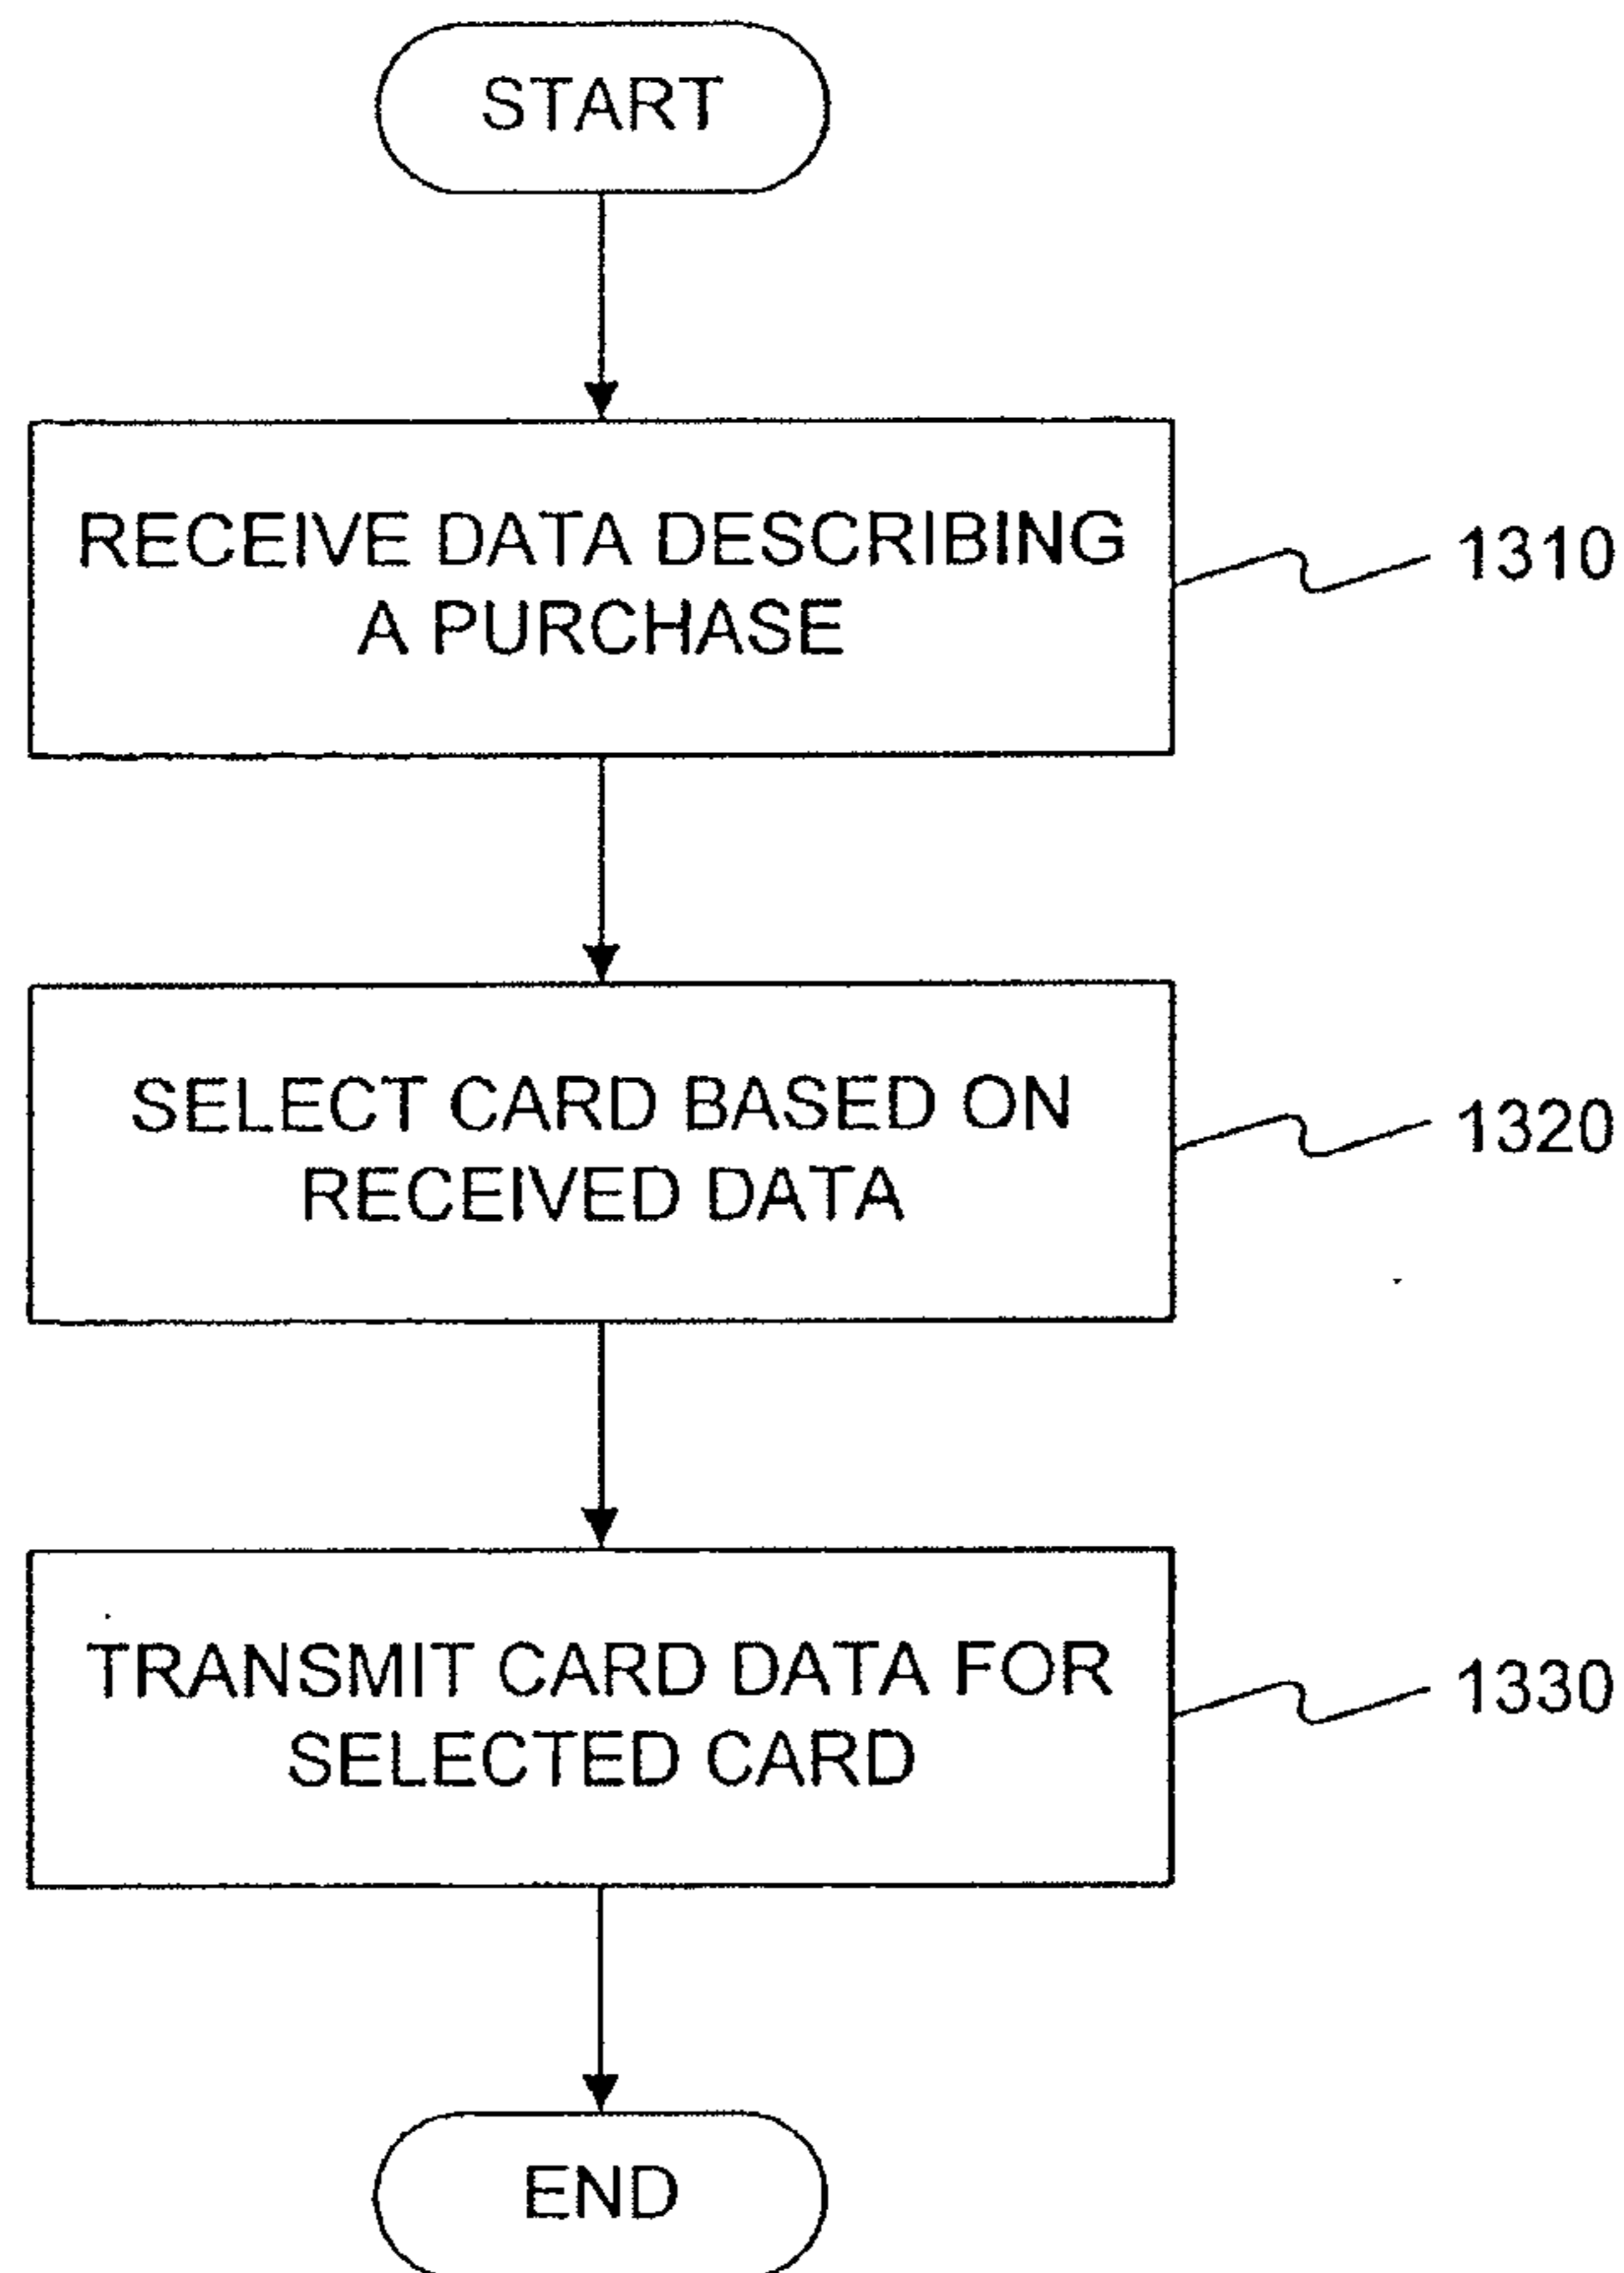 START
RECEIVE DATA DESCRIBING
A PURCHASE
1310
SELECT CARD BASED ON
RECEIVED DATA
1320
TRANSMIT CARD DATA FOR
SELECTED CARD
1330
END